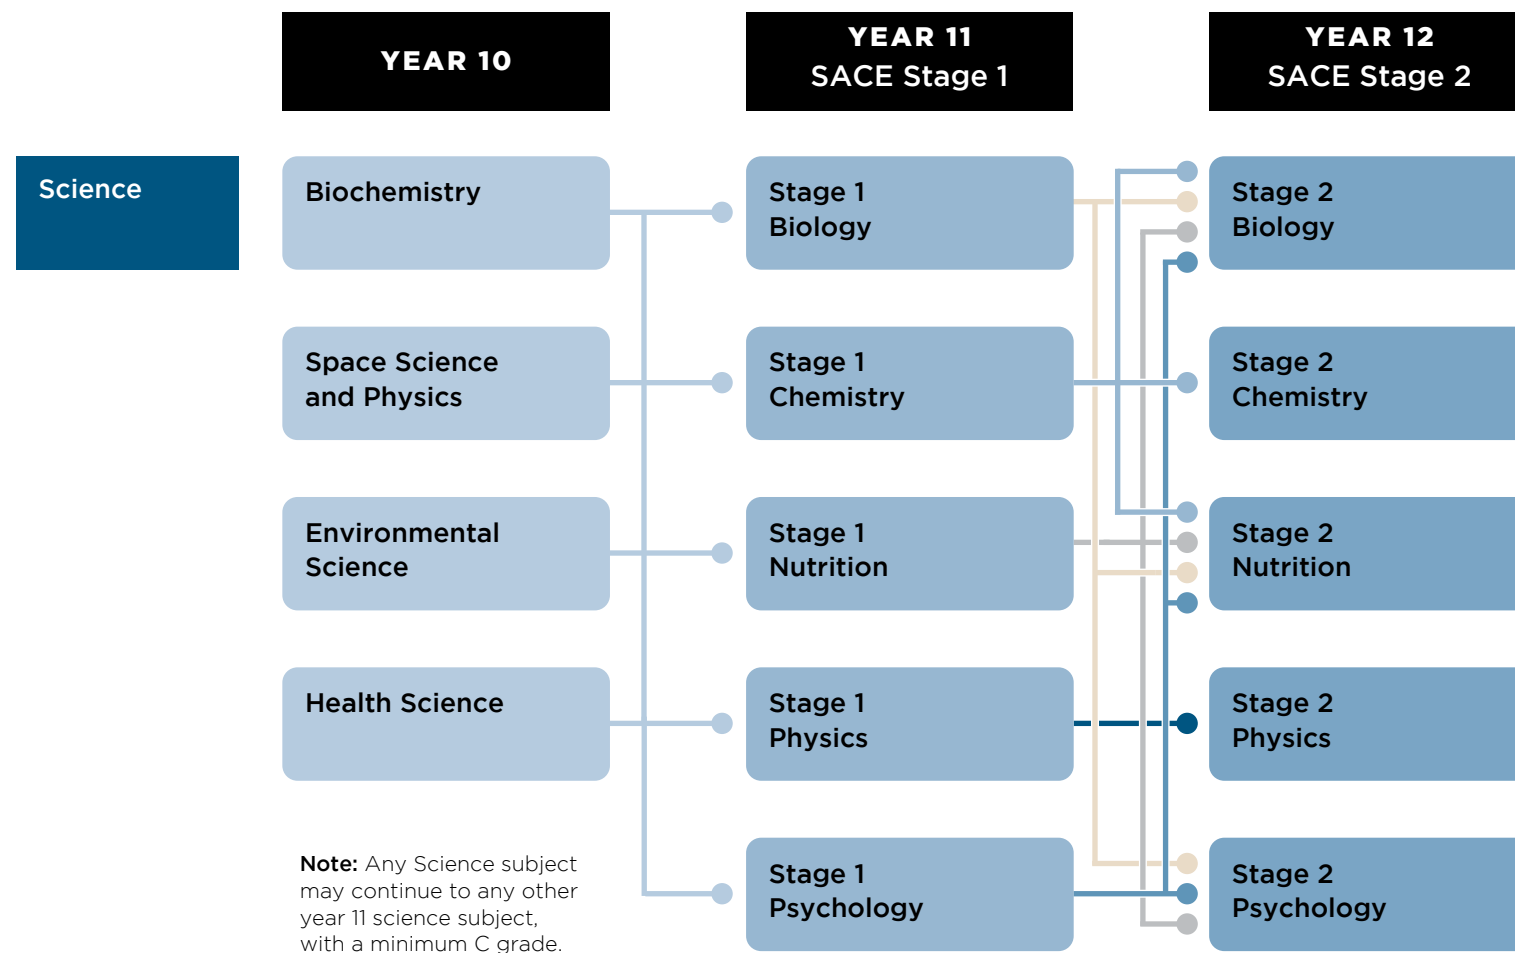 YEAR 10
YEAR 11
SACE Stage 1
YEAR 12
SACE Stage 2
Science
Biochemistry
Stage 1
Biology
Stage 2
Biology
Space Science
and Physics
Stage 1
Chemistry
Stage 2
Chemistry
Environmental
Science
Stage 1
Nutrition
Stage 2
Nutrition
Health Science
Stage 1
Physics
Stage 2
Physics
Note: Any Science subject
may continue to any other
year 11 science subject,
with a minimum C grade.
Stage 1
Psychology
Stage 2
Psychology